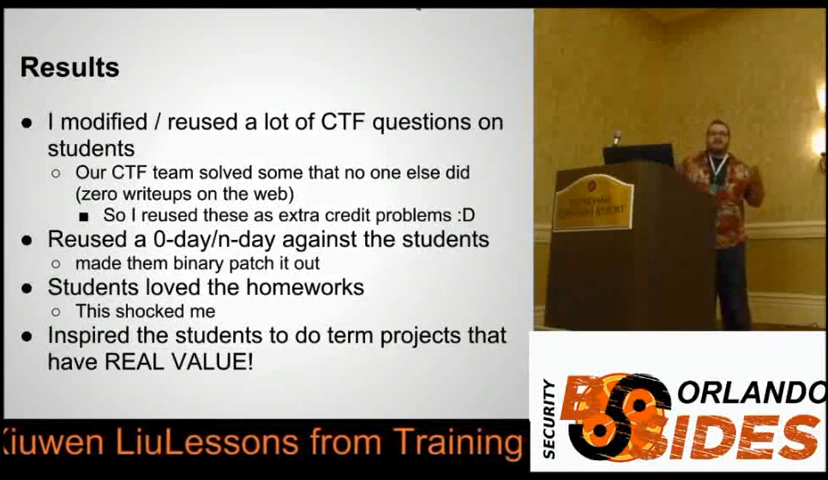 Results
● I modified / reused a lot of CTF questions on
students
○ Our CTF team solved some that no one else did
(zero writeups on the web)
■ So I reused these as extra credit problems :D
● Reused a 0-day/n-day against the students
○ made them binary patch it out
● Students loved the homeworks
○ This shocked me
● Inspired the students to do term projects that
have REAL VALUE!
Xiuwen LiuLessons from Training
SECURITY
BSIDES
ORLANDO